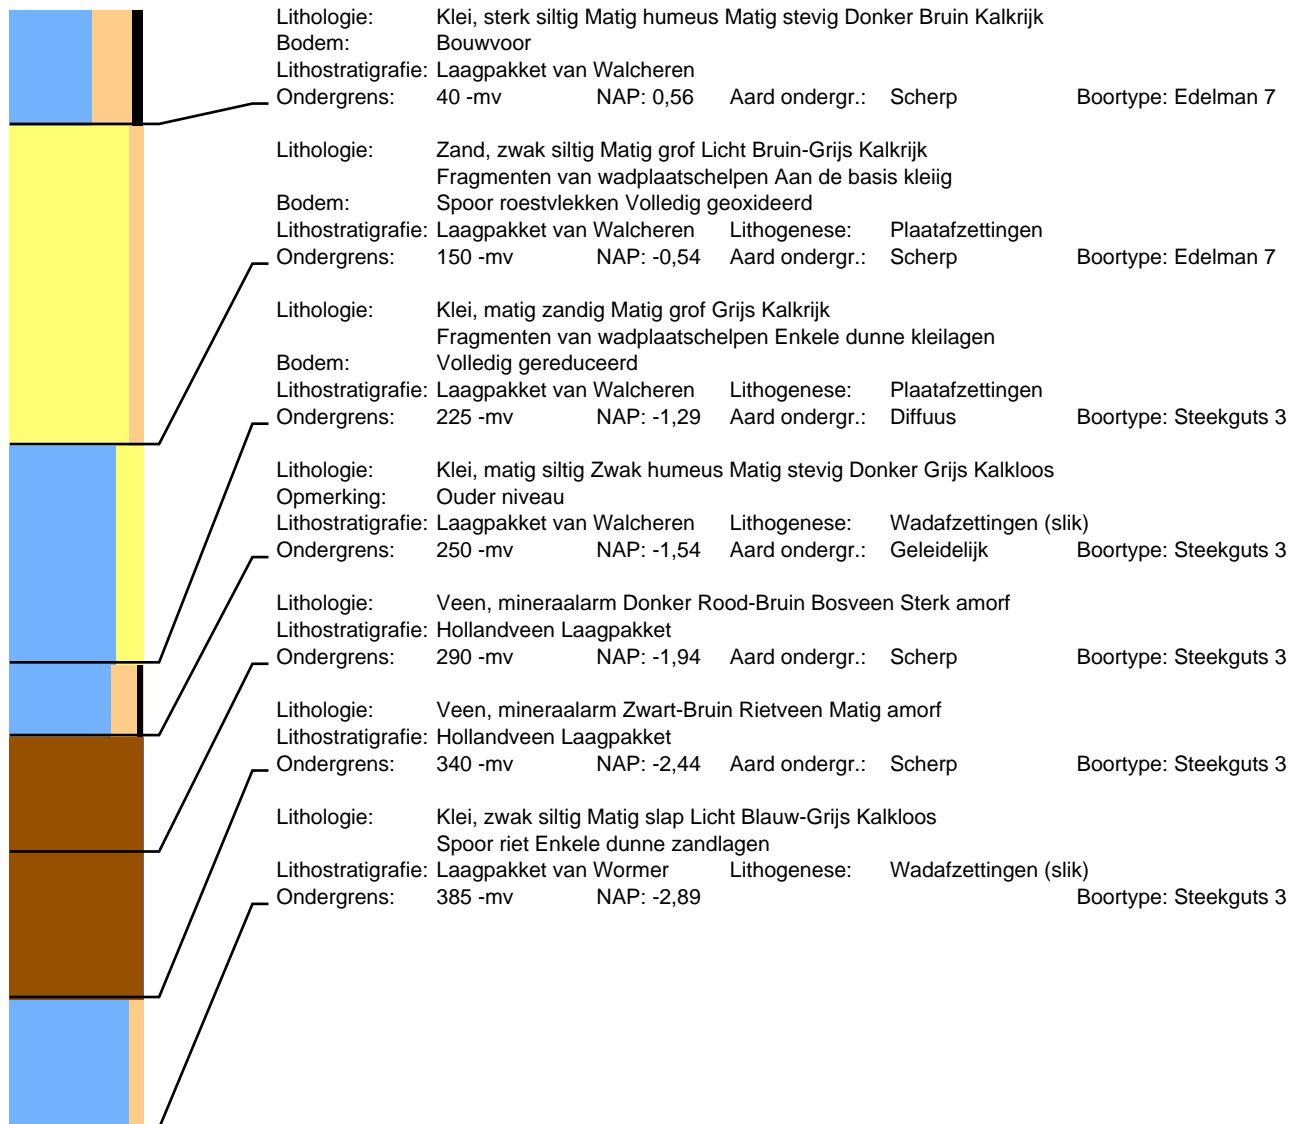 Lithologie: Klei, sterk siltig Matig humeus Matig stevig Donker Bruin Kalkrijk
Bodem: Bouwvoor
Lithostratigrafie: Laagpakket van Walcheren
Ondergrens: 40 -mv NAP: 0,56 Aard ondergr.: Scherp Boortype: Edelman 7
Lithologie: Zand, zwak siltig Matig grof Licht Bruin-Grijs Kalkrijk
Fragmenten van wadplaatschelpen Aan de basis kleiig
Bodem: Spoor roestvlekken Volledig geoxideerd
Lithostratigrafie: Laagpakket van Walcheren Lithogenese: Plaatafzettingen
Ondergrens: 150 -mv NAP: -0,54 Aard ondergr.: Scherp Boortype: Edelman 7
Lithologie: Klei, matig zandig Matig grof Grijs Kalkrijk
Fragmenten van wadplaatschelpen Enkele dunne kleilagen
Bodem: Volledig gereduceerd
Lithostratigrafie: Laagpakket van Walcheren Lithogenese: Plaatafzettingen
Ondergrens: 225 -mv NAP: -1,29 Aard ondergr.: Diffuus Boortype: Steekguts 3
Lithologie: Klei, matig siltig Zwak humeus Matig stevig Donker Grijs Kalkloos
Opmerking: Ouder niveau
Lithostratigrafie: Laagpakket van Walcheren Lithogenese: Wadafzettingen (slik)
Ondergrens: 250 -mv NAP: -1,54 Aard ondergr.: Geleidelijk Boortype: Steekguts 3
Lithologie: Veen, mineraalarm Donker Rood-Bruin Bosveen Sterk amorf
Lithostratigrafie: Hollandveen Laagpakket
Ondergrens: 290 -mv NAP: -1,94 Aard ondergr.: Scherp Boortype: Steekguts 3
Lithologie: Veen, mineraalarm Zwart-Bruin Rietveen Matig amorf
Lithostratigrafie: Hollandveen Laagpakket
Ondergrens: 340 -mv NAP: -2,44 Aard ondergr.: Scherp Boortype: Steekguts 3
Lithologie: Klei, zwak siltig Matig slap Licht Blauw-Grijs Kalkloos
Spoor riet Enkele dunne zandlagen
Lithostratigrafie: Laagpakket van Wormer Lithogenese: Wadafzettingen (slik)
Ondergrens: 385 -mv NAP: -2,89 Boortype: Steekguts 3